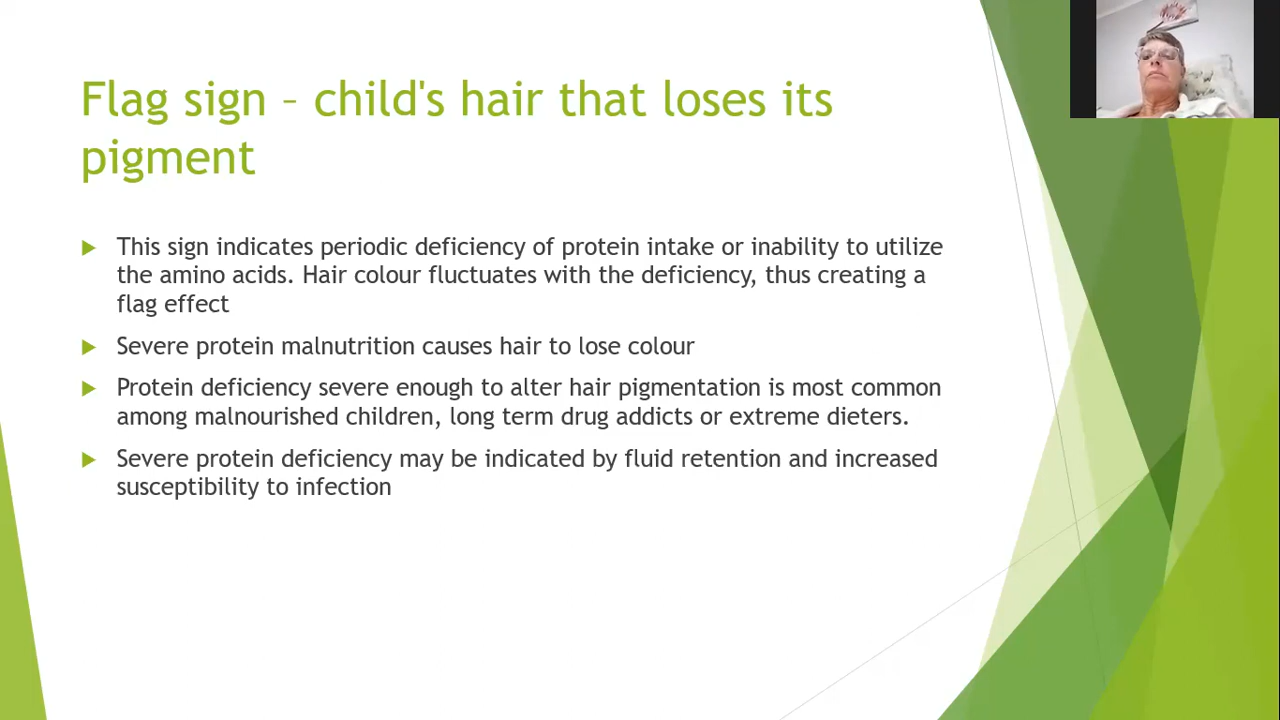 Flag sign – child's hair that loses its
pigment
This sign indicates periodic deficiency of protein intake or inability to utilize
the amino acids. Hair colour fluctuates with the deficiency, thus creating a
flag effect
Severe protein malnutrition causes hair to lose colour
Protein deficiency severe enough to alter hair pigmentation is most common
among malnourished children, long term drug addicts or extreme dieters.
Severe protein deficiency may be indicated by fluid retention and increased
susceptibility to infection